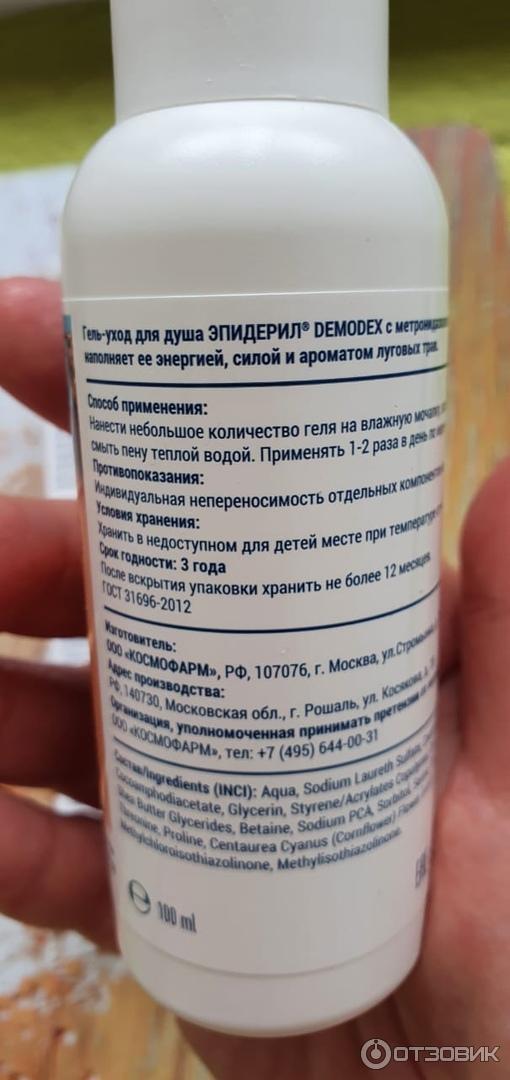 Гель-уход для душа ЭПИДЕРИЛ® DEMODEX с метронидазол
наполняет ее энергией, силой и ароматом луговых трав.
Способ применения:
Нанести небольшое количество геля на влажную мочалку,
смыть пену теплой водой. Применять 1-2 раза в день по
Противопоказания:
Индивидуальная непереносимость отдельных компонентов
Условия хранения:
Хранить в недоступном для детей месте при температуре
Срок годности: 3 года
После вскрытия упаковки хранить не более 12 месяцев.
ГОСТ 31696-2012
Изготовитель:
ООО «КОСМОФАРМ», РФ, 107076, г. Москва, ул.Стромынка,
Адрес производства:
РФ, 140730, Московская обл., г. Рошаль, ул. Косякова, д.
Организация, уполномоченная принимать претензии от
ООО «КОСМОФАРМ», тел: +7 (495) 644-00-31
Состав/Ingredients (INCI): Aqua, Sodium Laureth Sulfate,
Cocoamphodiacetate, Glycerin, Styrene/Acrylates Copolymer,
Shea Butter Glycerides, Betaine, Sodium PCA, Sorbitol,
Proline, Centaurea Cyanus (Cornflower) Flower
Methylchloroisothiazolinone, Methylisothiazolinone.
100 ml
ОТЗОВИК